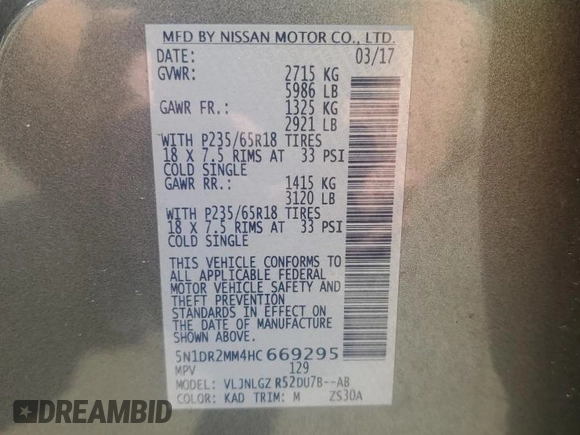 MFD BY NISSAN MOTOR CO., LTD.
DATE: 03/17
GVWR: 2715 KG
5986 LB
GAWR FR.: 1325 KG
2921 LB
WITH P235/65R18 TIRES
18 X 7.5 RIMS AT 33 PSI
COLD SINGLE
GAWR RR.: 1415 KG
3120 LB
WITH P235/65R18 TIRES
18 X 7.5 RIMS AT 33 PSI
COLD SINGLE
THIS VEHICLE CONFORMS TO
ALL APPLICABLE FEDERAL
MOTOR VEHICLE SAFETY AND
THEFT PREVENTION
STANDARDS IN EFFECT ON
THE DATE OF MANUFACTURE
SHOWN ABOVE.
5N1DR2MM4HC669295
MPV 129
MODEL: VLJNLGZ R52DU7B--AB
COLOR: KAD TRIM: M ZS30A
DREAMBID